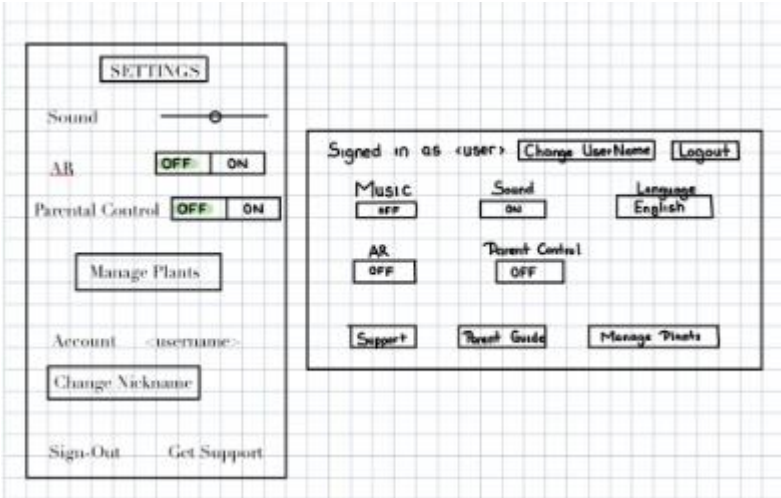 SETTINGS
Sound
AR
OFF ON
Parental Control OFF ON
Manage Plants
Account <username>
Change Nickname
Sign-Out Get Support
Signed in as <user> Change UserName Logout
Music Sound Language
OFF ON English
AR Parent Control
OFF OFF
Support Parent Guide Manage Plants